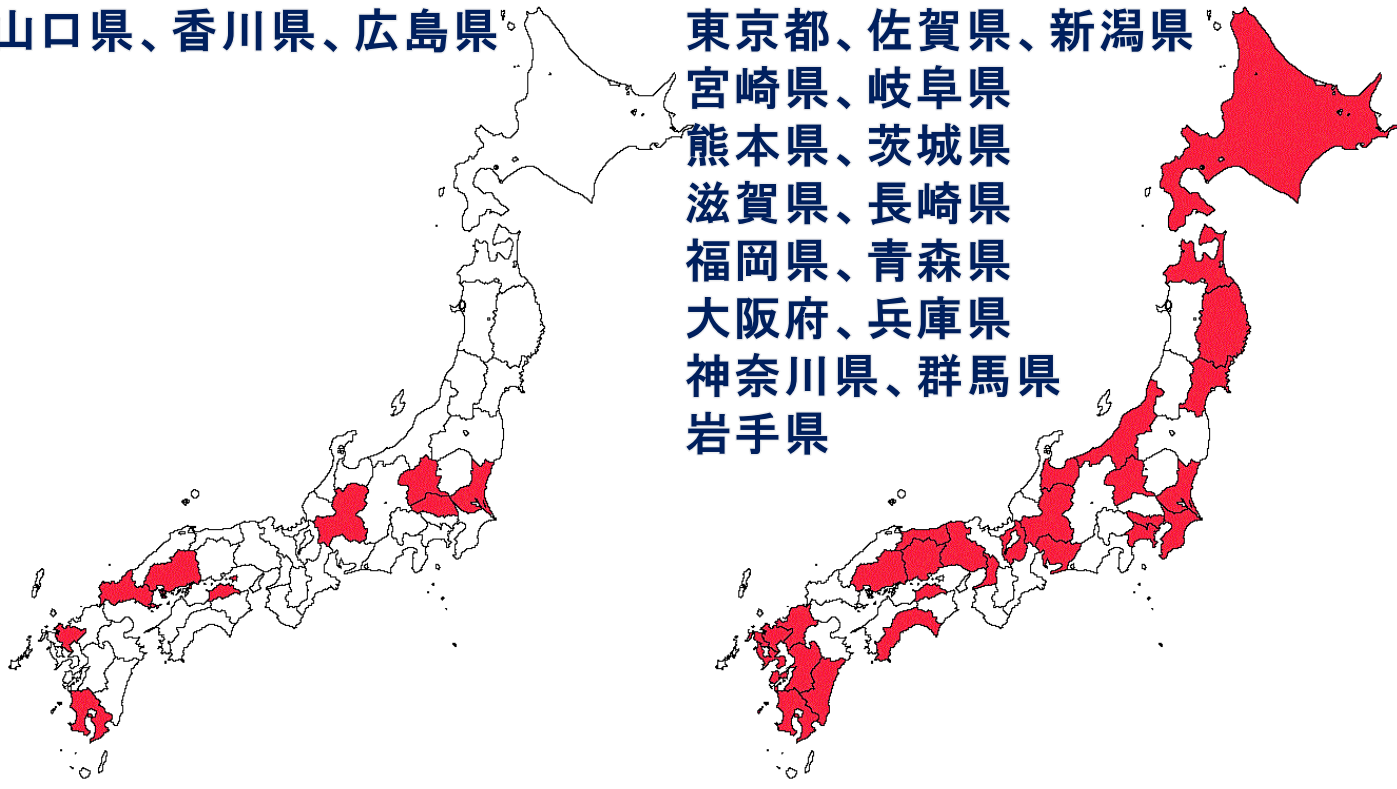 山口県、香川県、広島県
東京都、佐賀県、新潟県
宮崎県、岐阜県
熊本県、茨城県
滋賀県、長崎県
福岡県、青森県
大阪府、兵庫県
神奈川県、群馬県
岩手県